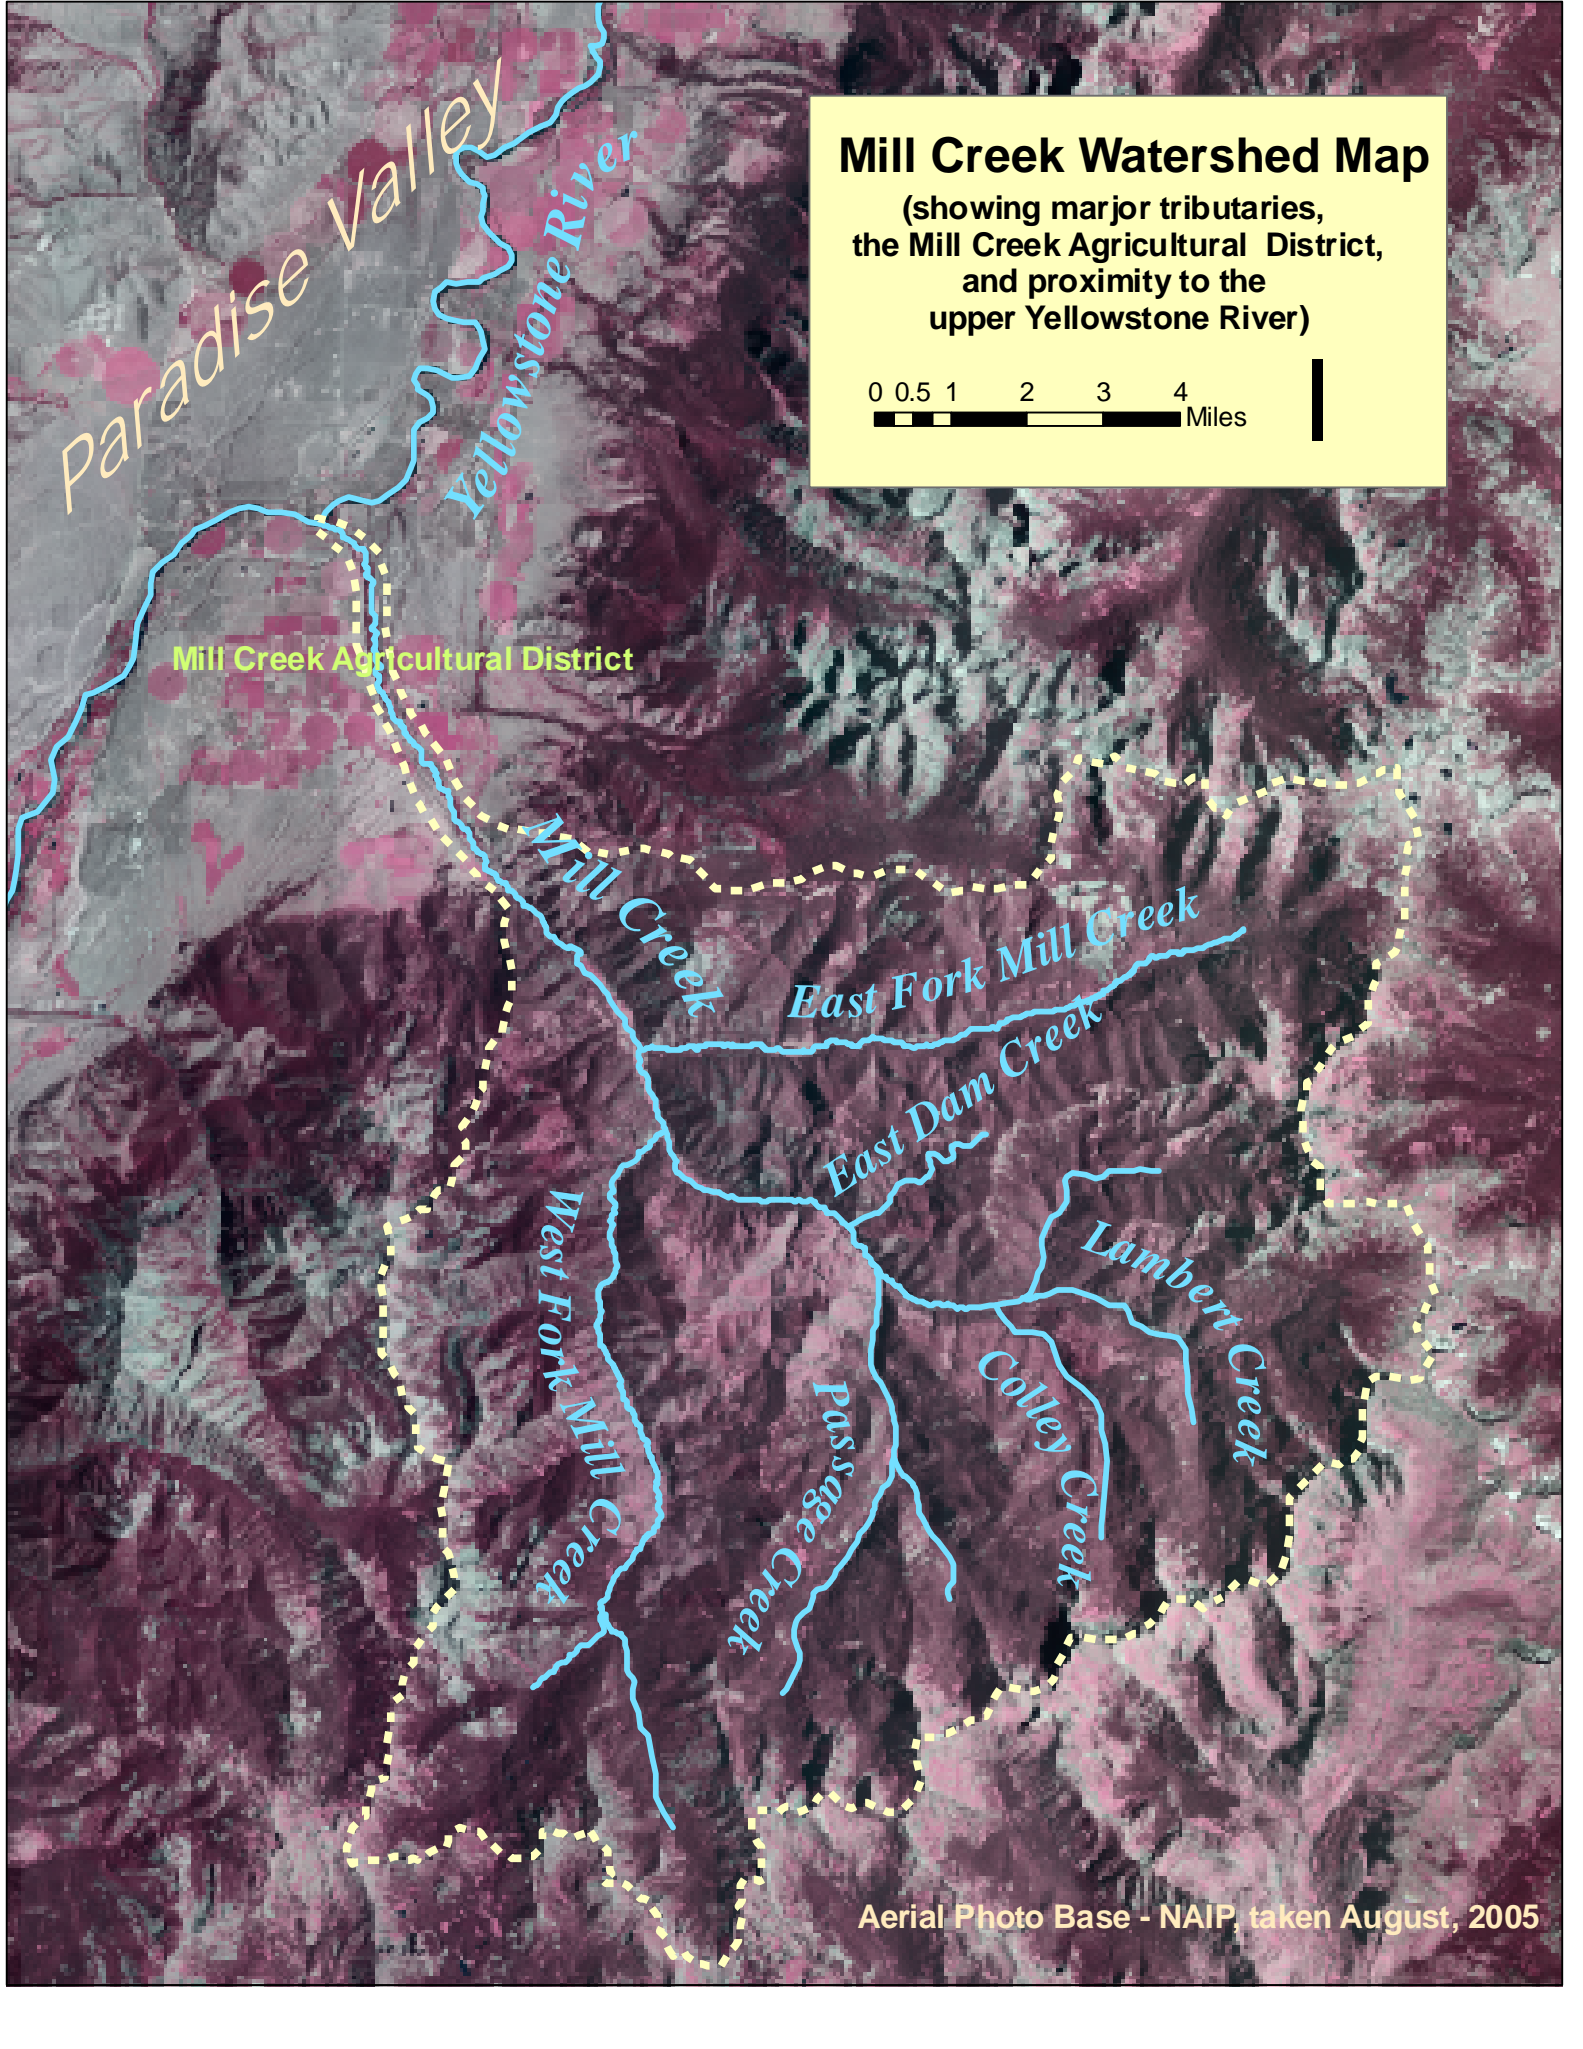 Mill Creek Watershed Map
(showing marjor tributaries,
the Mill Creek Agricultural District,
and proximity to the
upper Yellowstone River)
0 0.5 1 2 3 4
Miles
Paradise Valley
Yellowstone River
Mill Creek Agricultural District
Mill Creek
East Fork Mill Creek
East Dam Creek
West Fork Mill Creek
Lambert Creek
Colley Creek
Passage Creek
Aerial Photo Base - NAIP, taken August, 2005